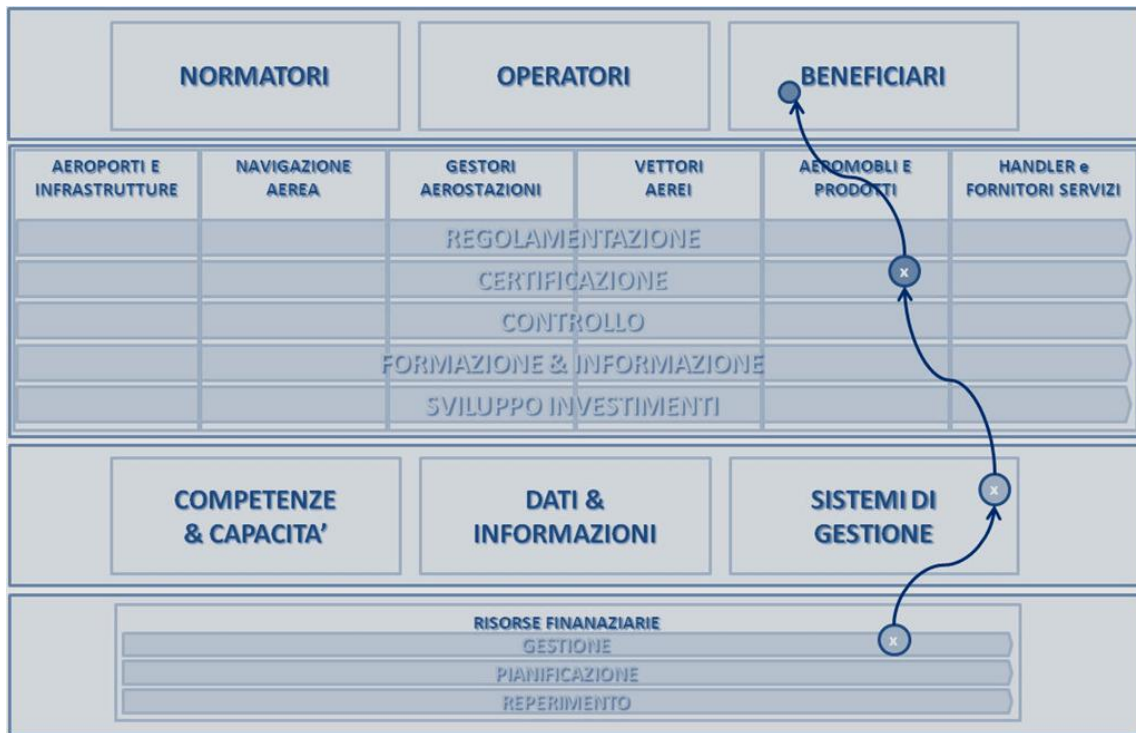 NORMATORI
OPERATORI
BENEFICIARI
AEROPORTI E
INFRASTRUTTURE
NAVIGAZIONE
AEREA
GESTORI
AEROSTAZIONI
VETTORI
AEREI
AEROMOBLI E
PRODOTTI
HANDLER e
FORNITORI SERVIZI
REGOLAMENTAZIONE
CERTIFICAZIONE
x
CONTROLLO
FORMAZIONE & INFORMAZIONE
SVILUPPO INVESTIMENTI
COMPETENZE
& CAPACITA'
DATI &
INFORMAZIONI
SISTEMI DI
GESTIONE
x
RISORSE FINANAZIARIE
GESTIONE
x
PIANIFICAZIONE
REPERIMENTO